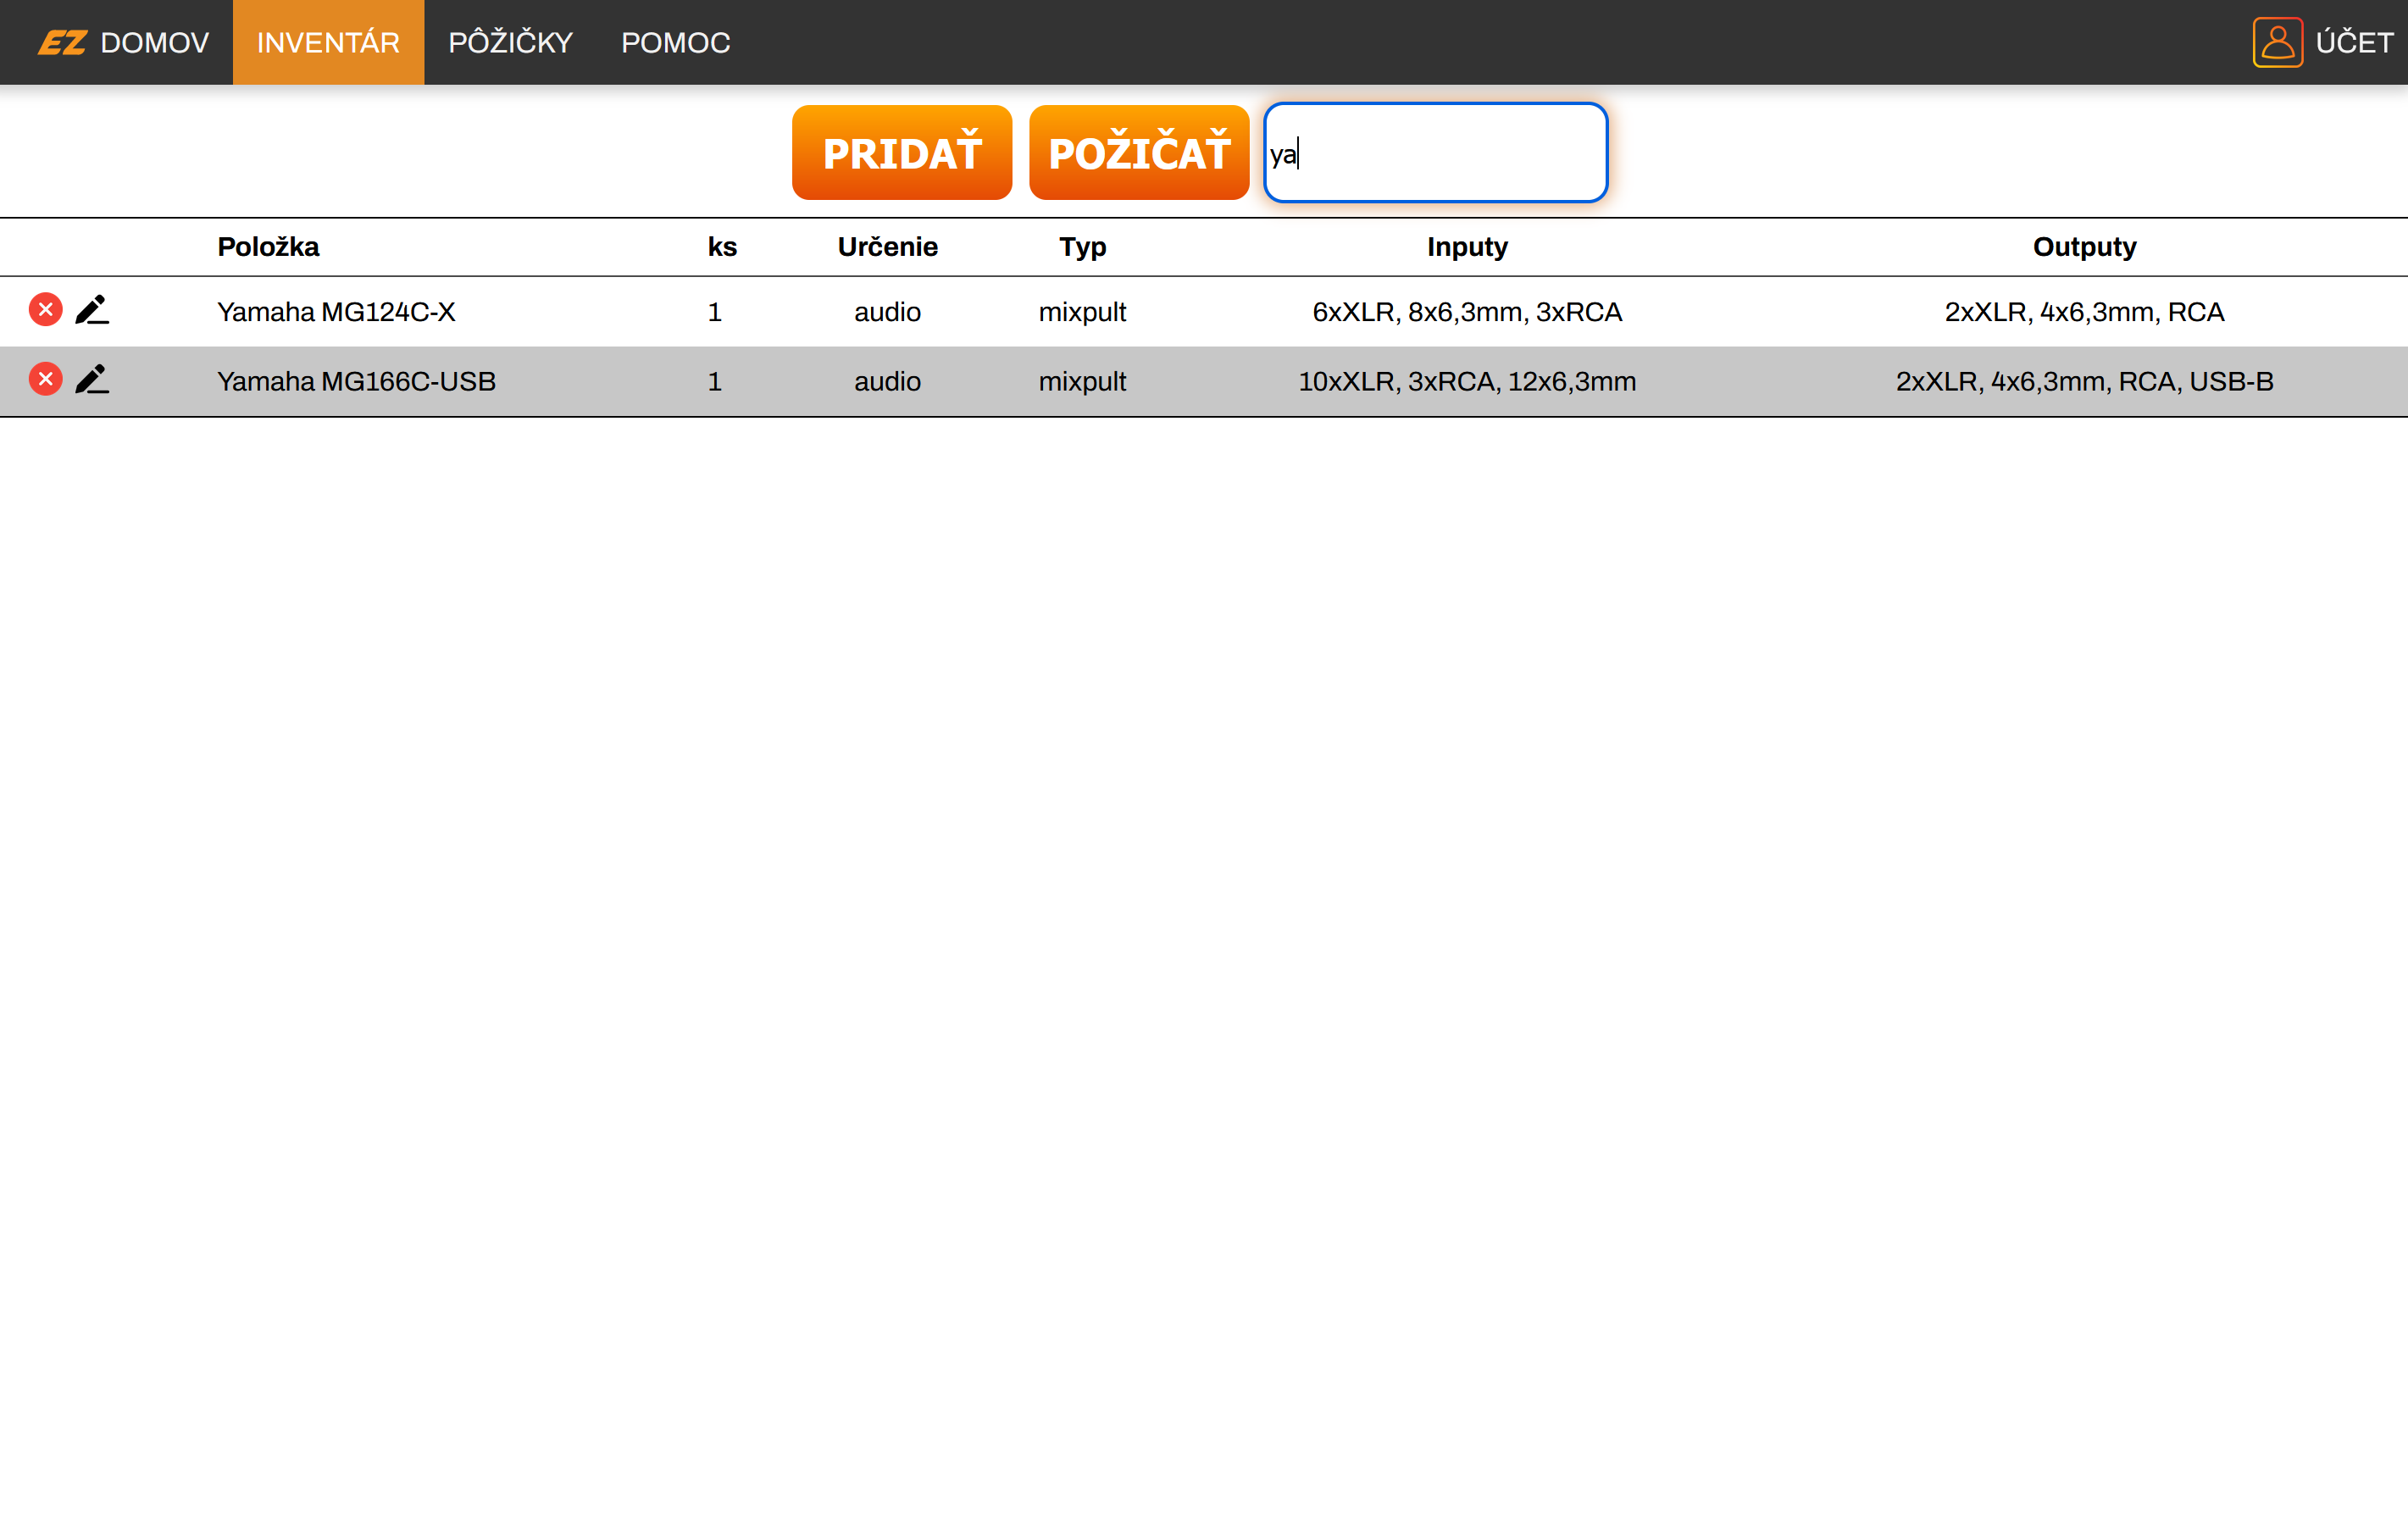 EZ DOMOV INVENTÁR PÔŽIČKY POMOC ÚČET
PRIDAŤ POŽIČAŤ ya
Položka ks Určenie Typ Inputy Outputy
Yamaha MG124C-X 1 audio mixpult 6xXLR, 8x6,3mm, 3xRCA 2xXLR, 4x6,3mm, RCA
Yamaha MG166C-USB 1 audio mixpult 10xXLR, 3xRCA, 12x6,3mm 2xXLR, 4x6,3mm, RCA, USB-B